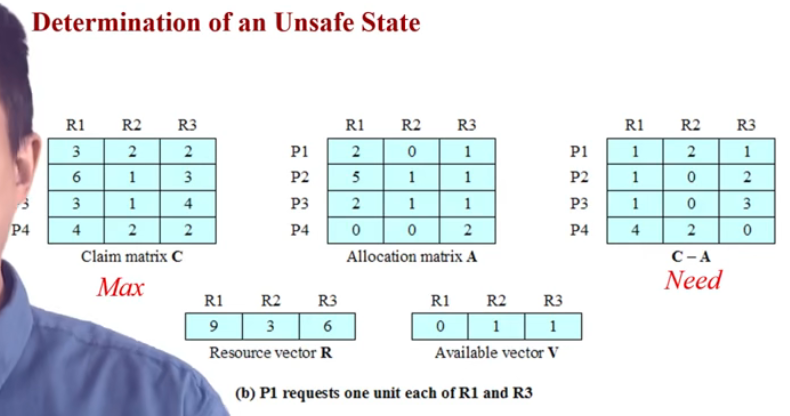 Determination of an Unsafe State
R1 R2 R3
3 2 2
6 1 3
3 1 4
P4 4 2 2
Claim matrix C
Max
R1 R2 R3
P1 2 0 1
P2 5 1 1
P3 2 1 1
P4 0 0 2
Allocation matrix A
R1 R2 R3
P1 1 2 1
P2 1 0 2
P3 1 0 3
P4 4 2 0
C – A
Need
R1 R2 R3
9 3 6
Resource vector R
R1 R2 R3
0 1 1
Available vector V
(b) P1 requests one unit each of R1 and R3